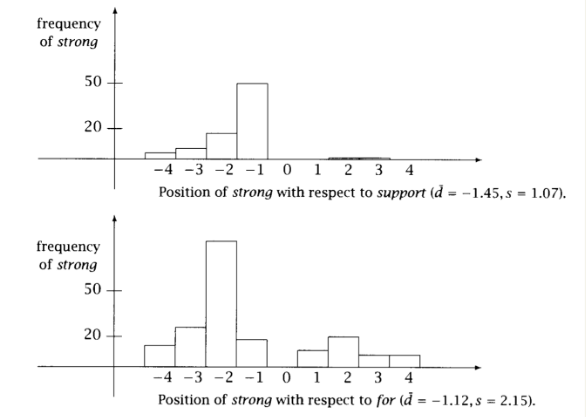 frequency
of strong
50
20
−4 −3 −2 −1 0 1 2 3 4
Position of strong with respect to support (d̄ = −1.45, s = 1.07).
frequency
of strong
50
20
−4 −3 −2 −1 0 1 2 3 4
Position of strong with respect to for (d̄ = −1.12, s = 2.15).